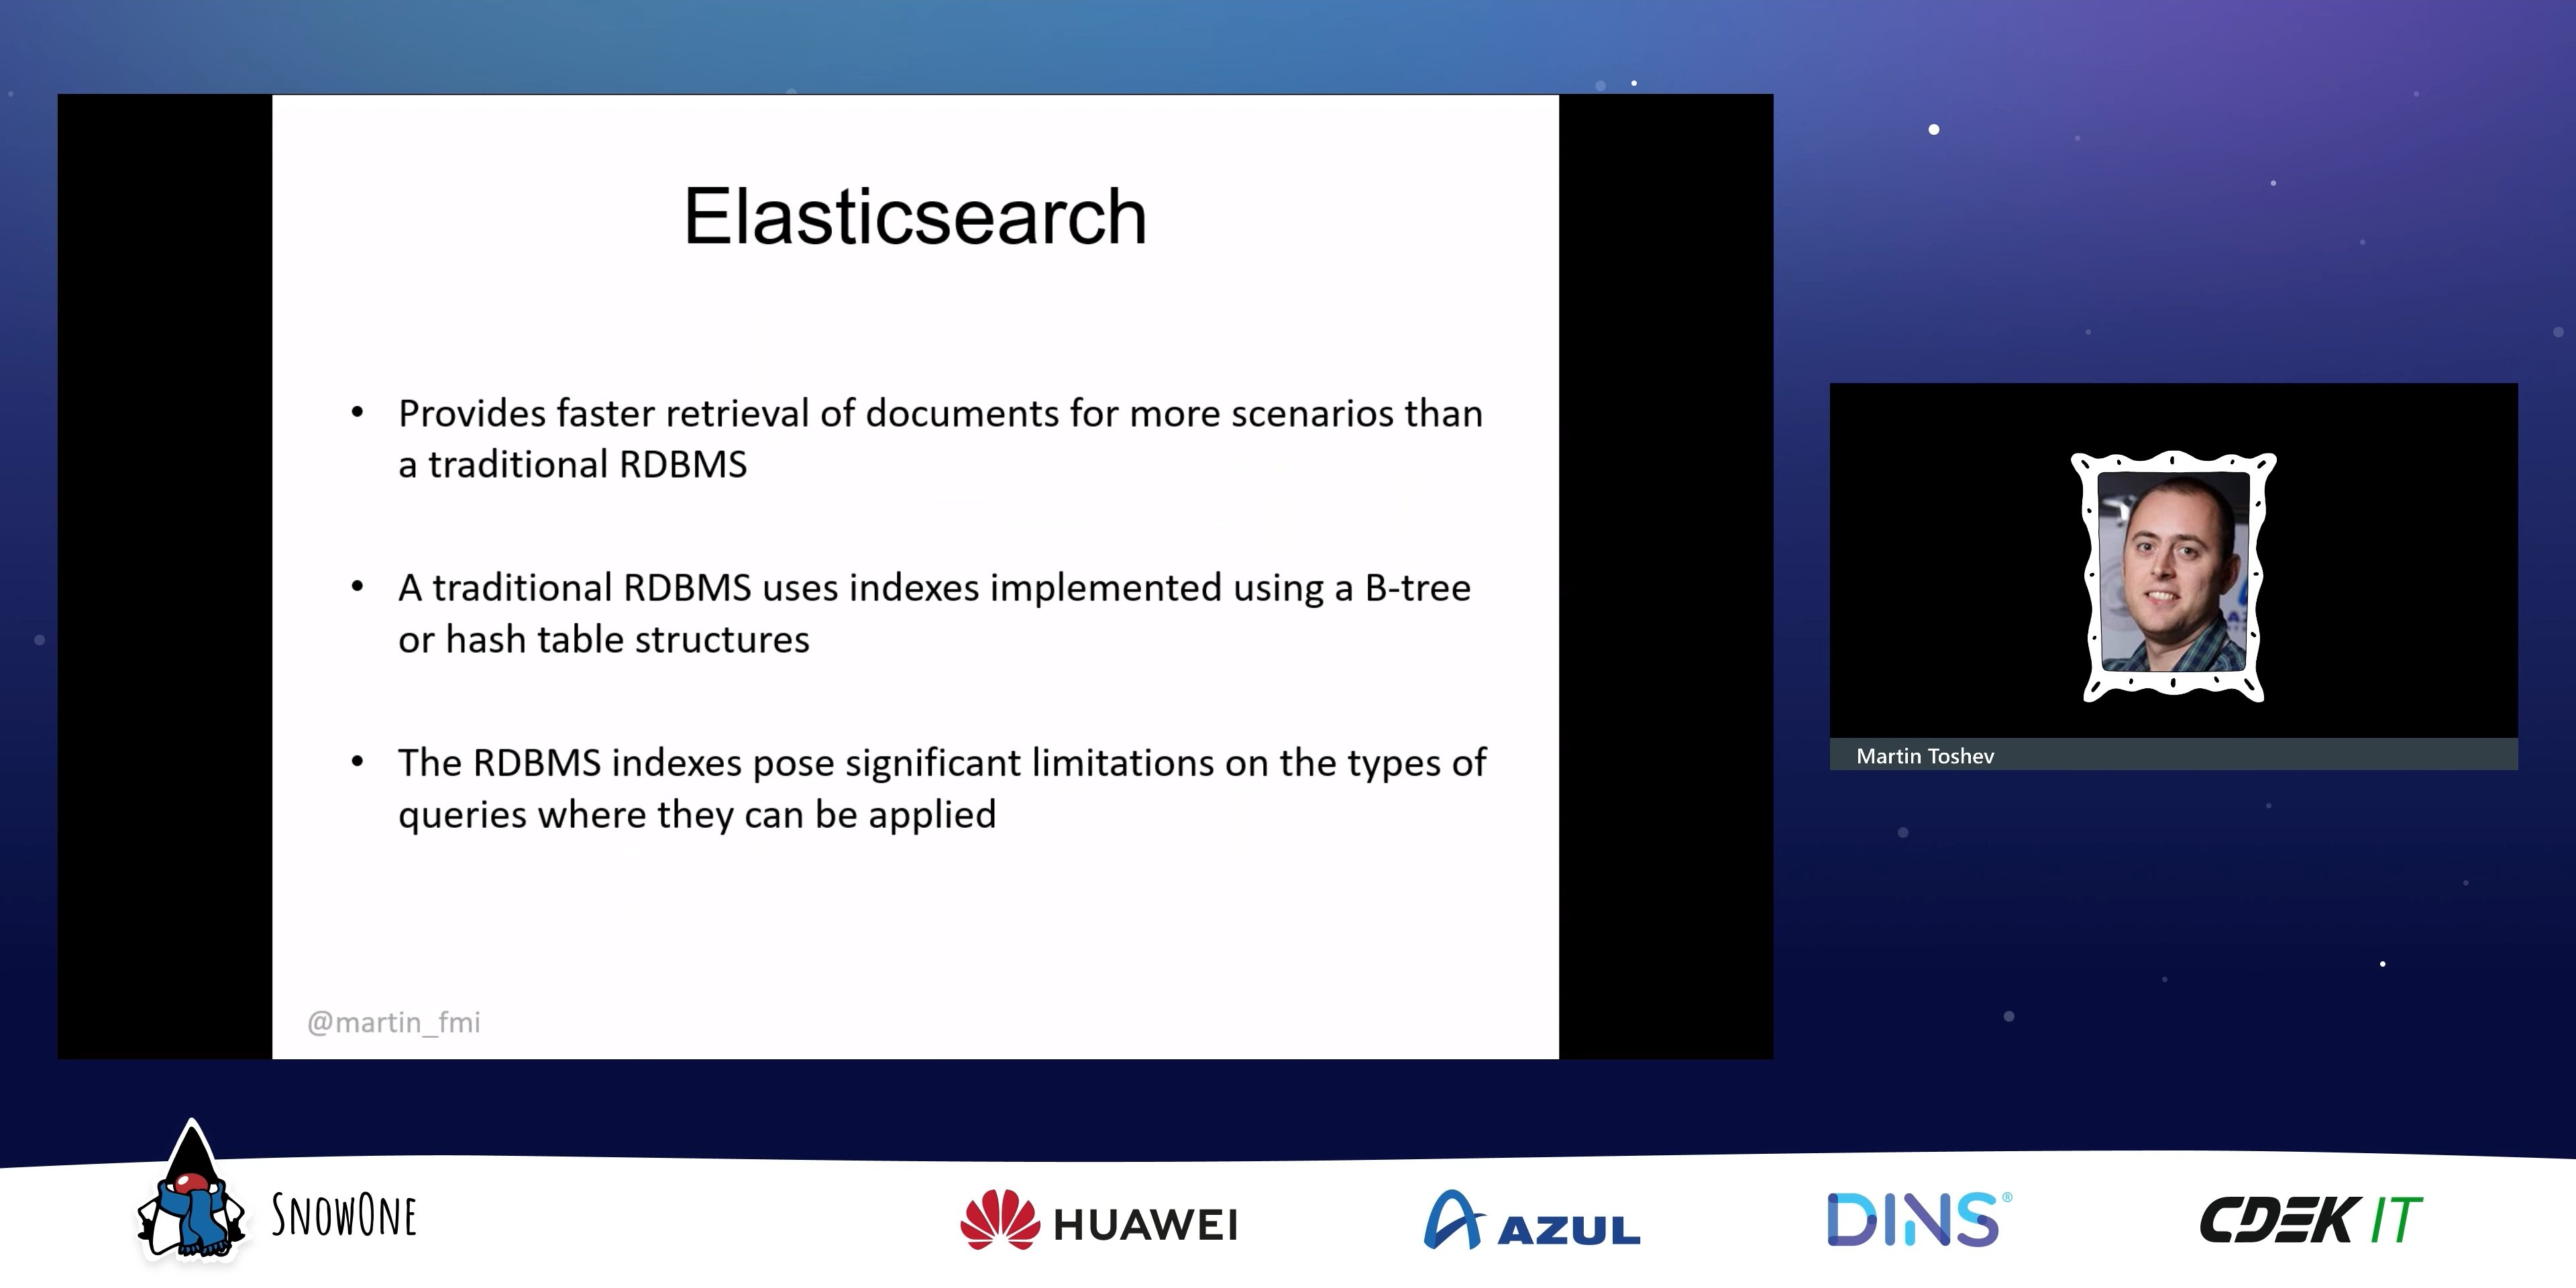 Elasticsearch
• Provides faster retrieval of documents for more scenarios than
a traditional RDBMS
• A traditional RDBMS uses indexes implemented using a B-tree
or hash table structures
• The RDBMS indexes pose significant limitations on the types of
queries where they can be applied
@martin_fmi
Martin Toshev
SNOWONE
HUAWEI
AZUL
DINS®
CDEK IT